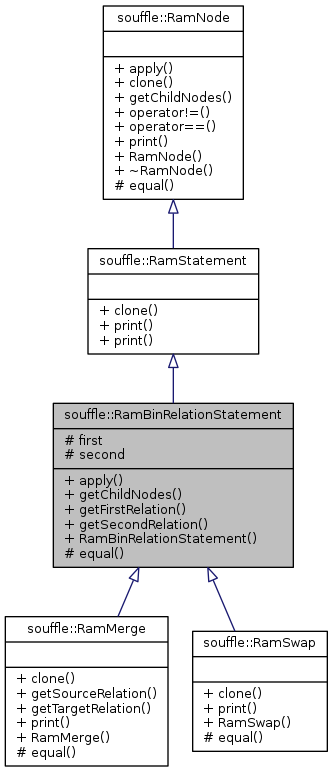 souffle::RamNode
+ apply()
+ clone()
+ getChildNodes()
+ operator!=()
+ operator==()
+ print()
+ RamNode()
+ ~RamNode()
# equal()
souffle::RamStatement
+ clone()
+ print()
+ print()
souffle::RamBinRelationStatement
# first
# second
+ apply()
+ getChildNodes()
+ getFirstRelation()
+ getSecondRelation()
+ RamBinRelationStatement()
# equal()
souffle::RamMerge
+ clone()
+ getSourceRelation()
+ getTargetRelation()
+ print()
+ RamMerge()
# equal()
souffle::RamSwap
+ clone()
+ print()
+ RamSwap()
# equal()